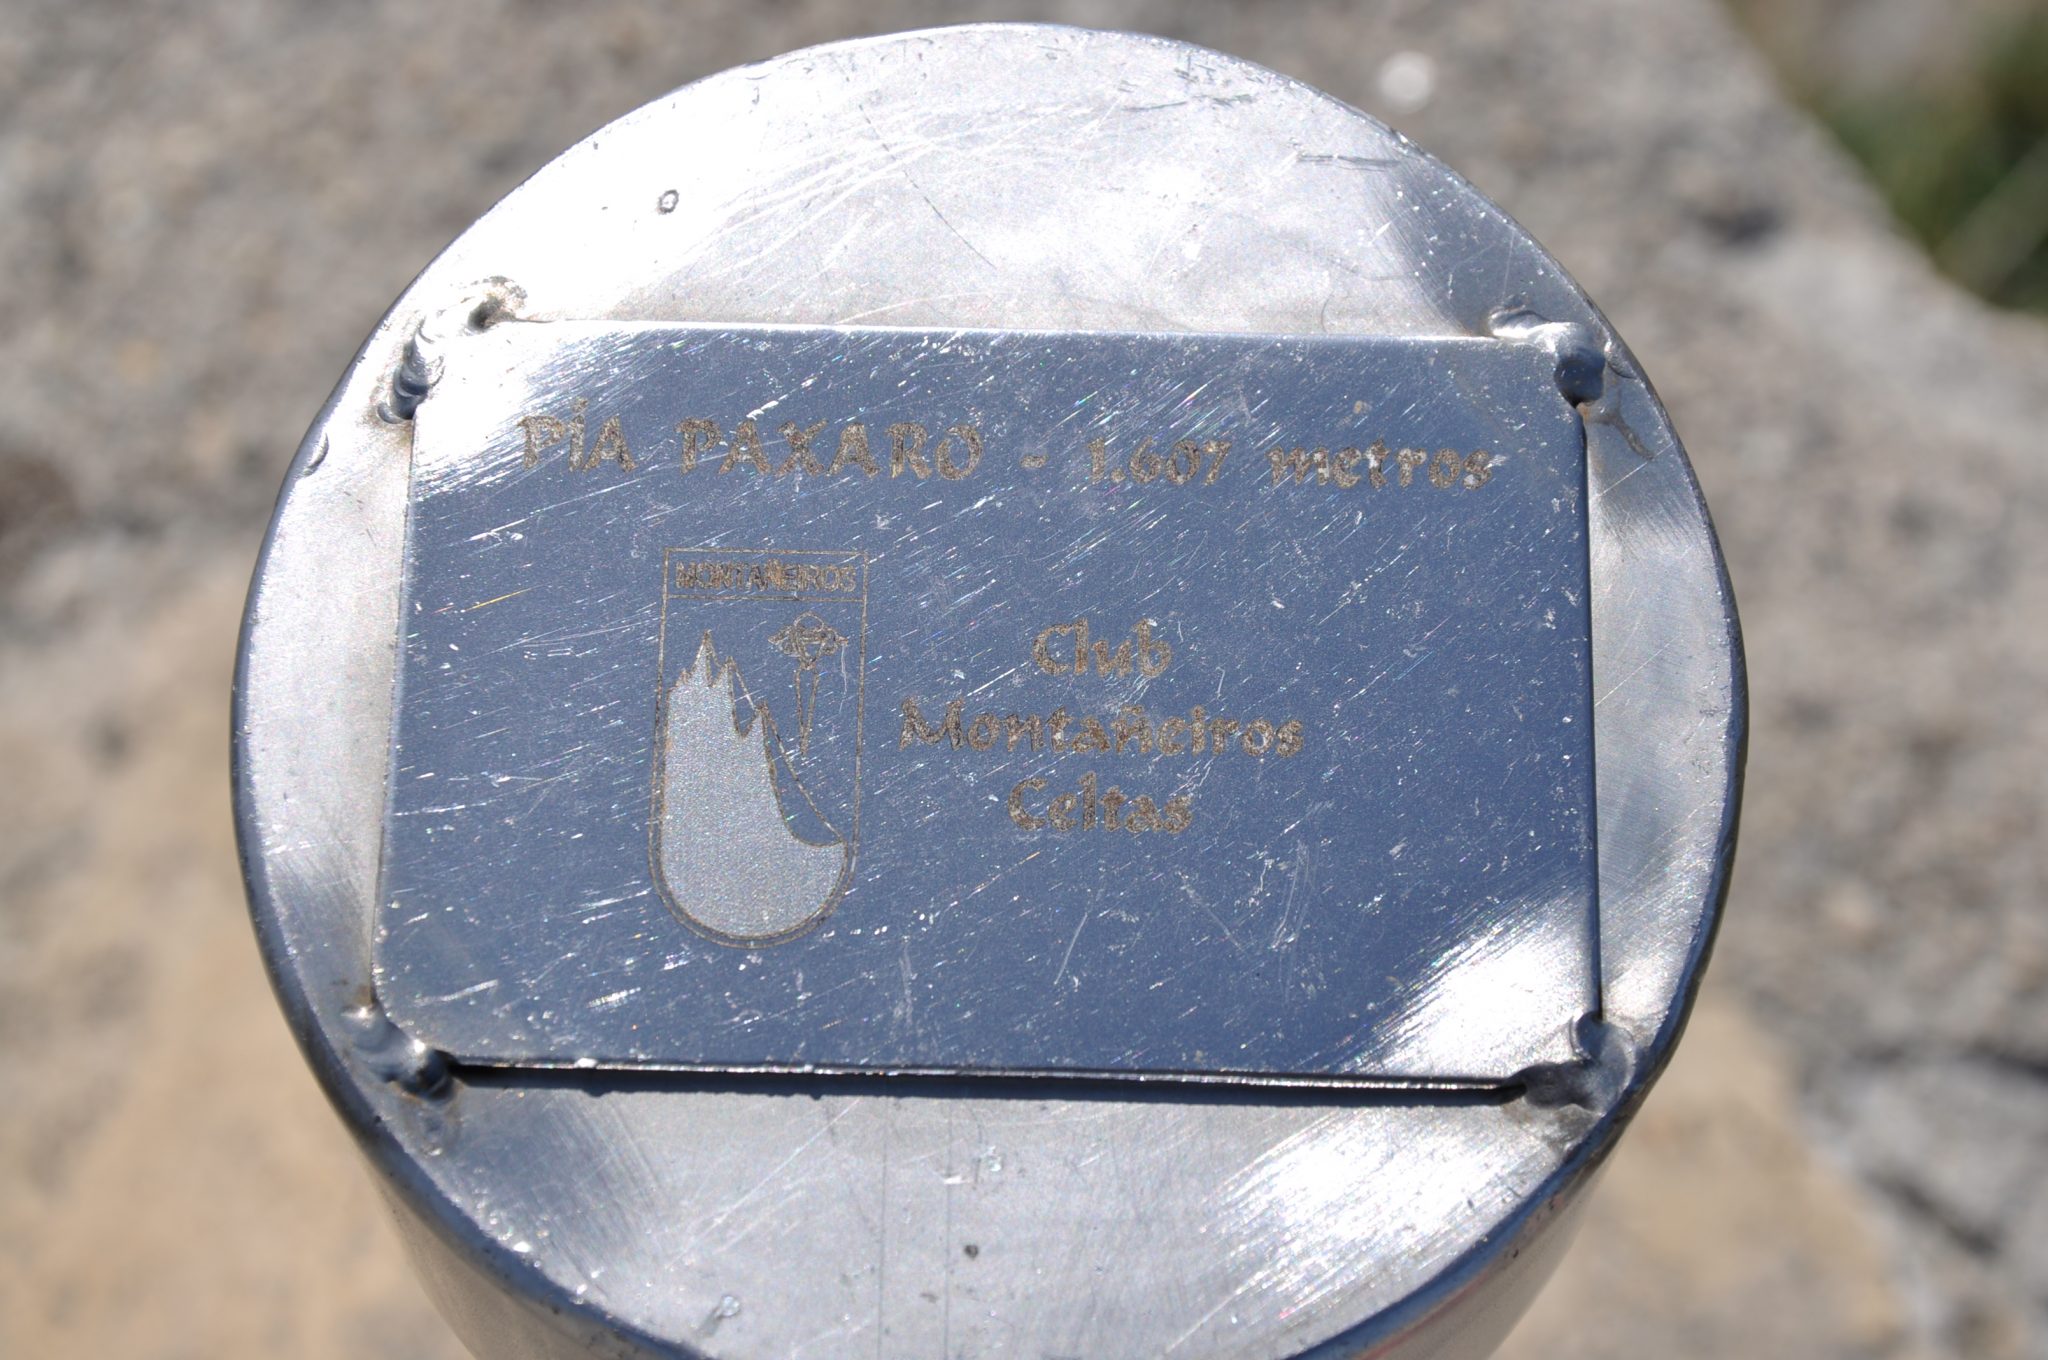 PÍA PAXARO - 1.607 metros
MONTAÑEIROS
Club
Montañeiros
Celtas